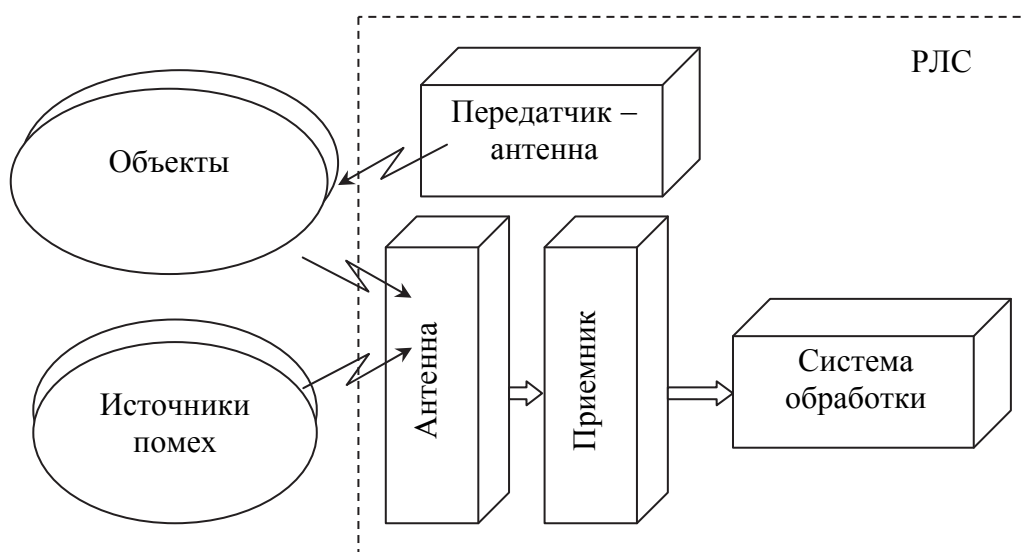 РЛС
Передатчик –
антенна
Объекты
Антенна
Приемник
Система
обработки
Источники
помех